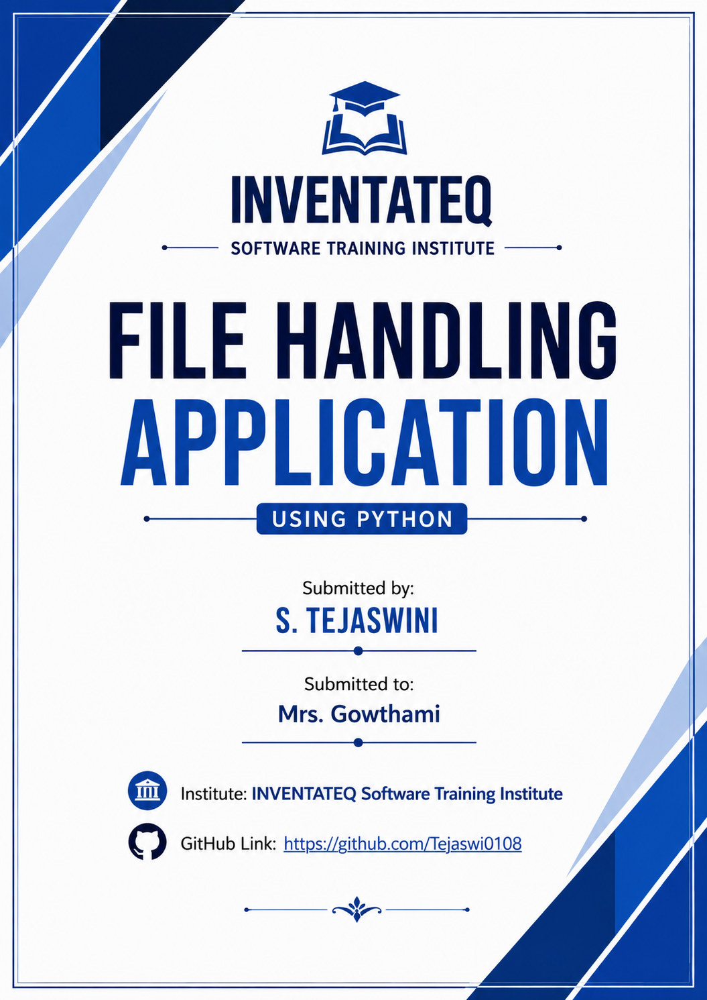 INVENTATEQ
SOFTWARE TRAINING INSTITUTE
FILE HANDLING
APPLICATION
USING PYTHON
Submitted by:
S. TEJASWINI
Submitted to:
Mrs. Gowthami
Institute: INVENTATEQ Software Training Institute
GitHub Link: https://github.com/Tejaswi0108